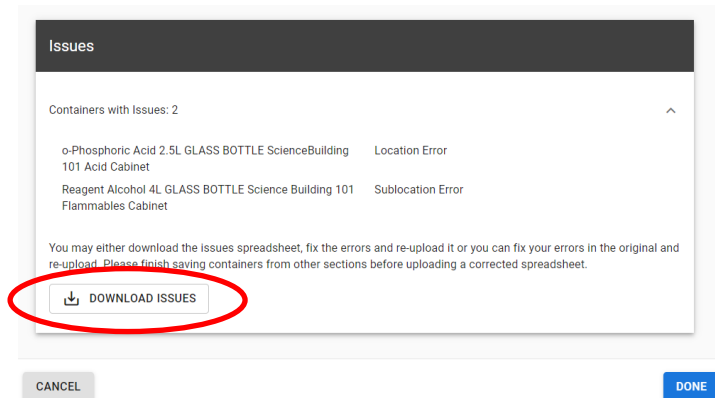 Issues
Containers with Issues: 2
o-Phosphoric Acid 2.5L GLASS BOTTLE ScienceBuilding
101 Acid Cabinet
Location Error
Reagent Alcohol 4L GLASS BOTTLE Science Building 101
Flammables Cabinet
Sublocation Error
You may either download the issues spreadsheet, fix the errors and re-upload it or you can fix your errors in the original and
re-upload. Please finish saving containers from other sections before uploading a corrected spreadsheet.
DOWNLOAD ISSUES
CANCEL
DONE